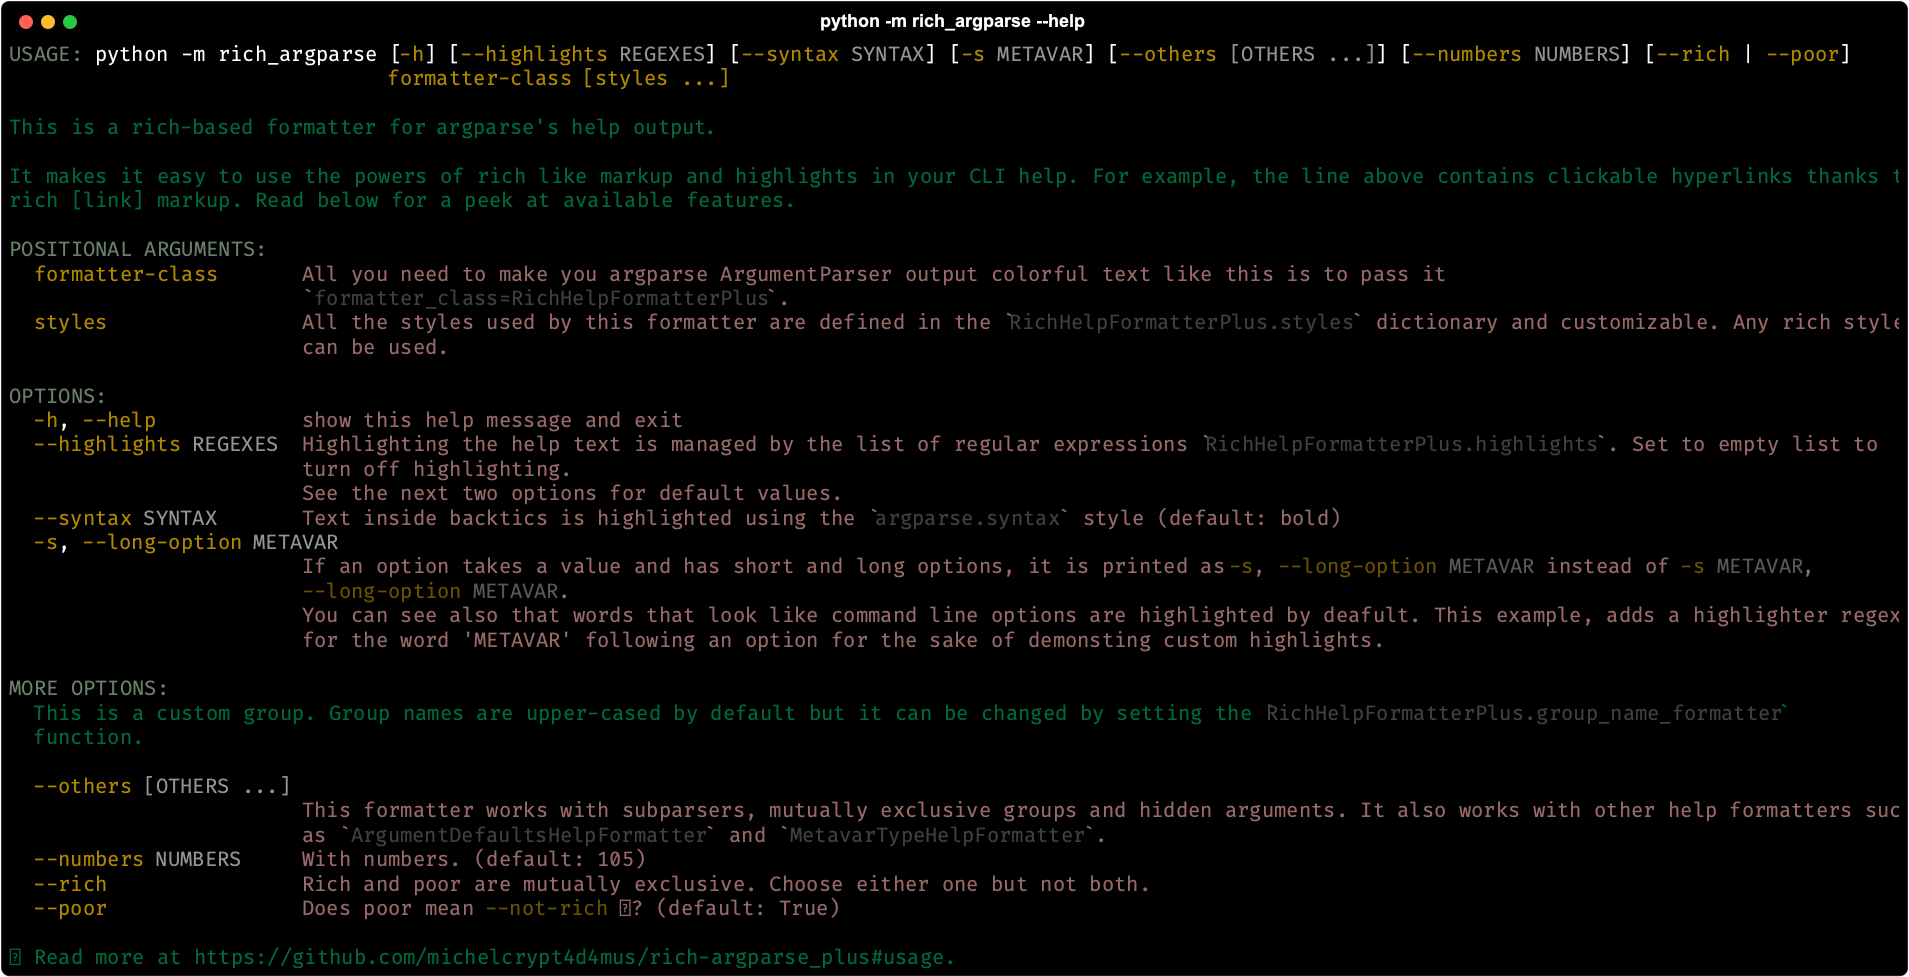 python -m rich_argparse --help
USAGE: python -m rich_argparse [-h] [--highlights REGEXES] [--syntax SYNTAX] [-s METAVAR] [--others [OTHERS ...]] [--numbers NUMBERS] [--rich | --poor]
formatter-class [styles ...]
This is a rich-based formatter for argparse's help output.
It makes it easy to use the powers of rich like markup and highlights in your CLI help. For example, the line above contains clickable hyperlinks thanks t
rich [link] markup. Read below for a peek at available features.
POSITIONAL ARGUMENTS:
formatter-class All you need to make you argparse ArgumentParser output colorful text like this is to pass it
`formatter_class=RichHelpFormatterPlus`.
styles All the styles used by this formatter are defined in the `RichHelpFormatterPlus.styles` dictionary and customizable. Any rich style
can be used.
OPTIONS:
-h, --help show this help message and exit
--highlights REGEXES Highlighting the help text is managed by the list of regular expressions `RichHelpFormatterPlus.highlights`. Set to empty list to
turn off highlighting.
See the next two options for default values.
--syntax SYNTAX Text inside backtics is highlighted using the `argparse.syntax` style (default: bold)
-s, --long-option METAVAR
If an option takes a value and has short and long options, it is printed as -s, --long-option METAVAR instead of -s METAVAR,
--long-option METAVAR.
You can see also that words that look like command line options are highlighted by deafult. This example, adds a highlighter regex
for the word 'METAVAR' following an option for the sake of demonsting custom highlights.
MORE OPTIONS:
This is a custom group. Group names are upper-cased by default but it can be changed by setting the `RichHelpFormatterPlus.group_name_formatter`
function.
--others [OTHERS ...]
This formatter works with subparsers, mutually exclusive groups and hidden arguments. It also works with other help formatters suc
as `ArgumentDefaultsHelpFormatter` and `MetavarTypeHelpFormatter`.
--numbers NUMBERS With numbers. (default: 105)
--rich Rich and poor are mutually exclusive. Choose either one but not both.
--poor Does poor mean --not-rich ? (default: True)
Read more at https://github.com/michelcrypt4d4mus/rich-argparse_plus#usage.